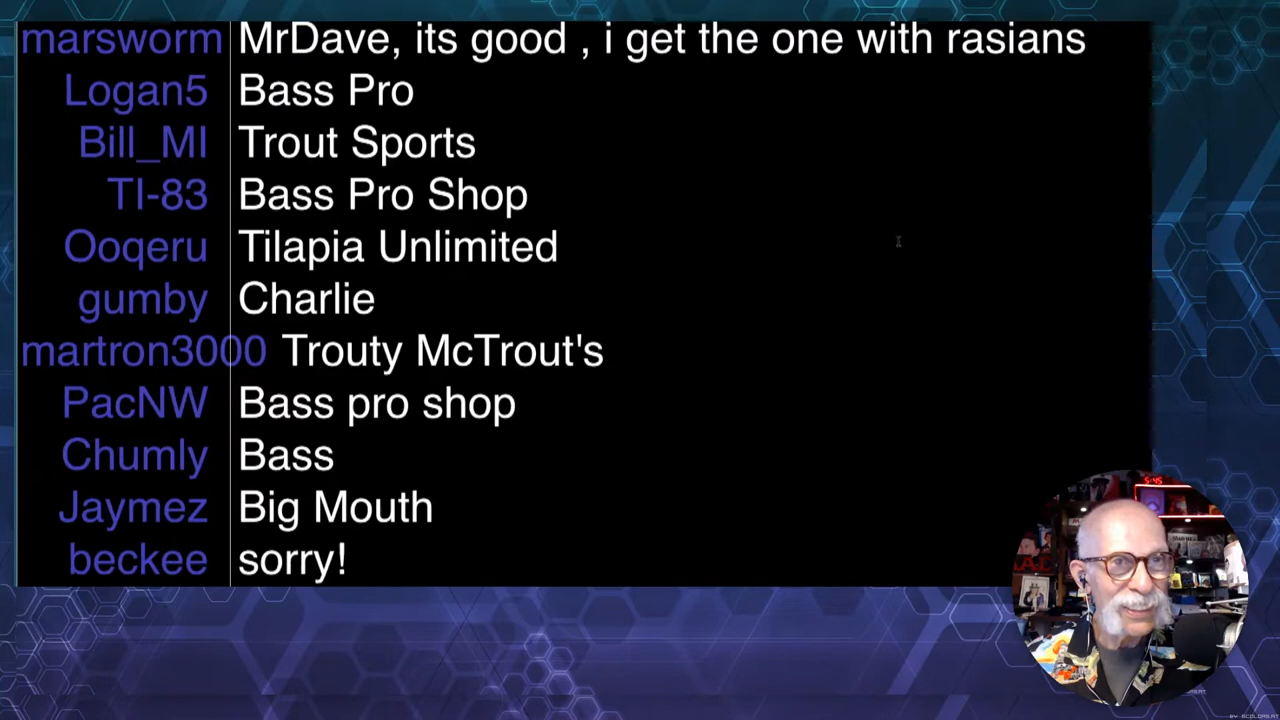 marsworm MrDave, its good , i get the one with rasians
Logan5 Bass Pro
Bill_MI Trout Sports
TI-83 Bass Pro Shop
Ooqeru Tilapia Unlimited
gumby Charlie
martron3000 Trouty McTrout's
PacNW Bass pro shop
Chumly Bass
Jaymez Big Mouth
beckee sorry!
5:45